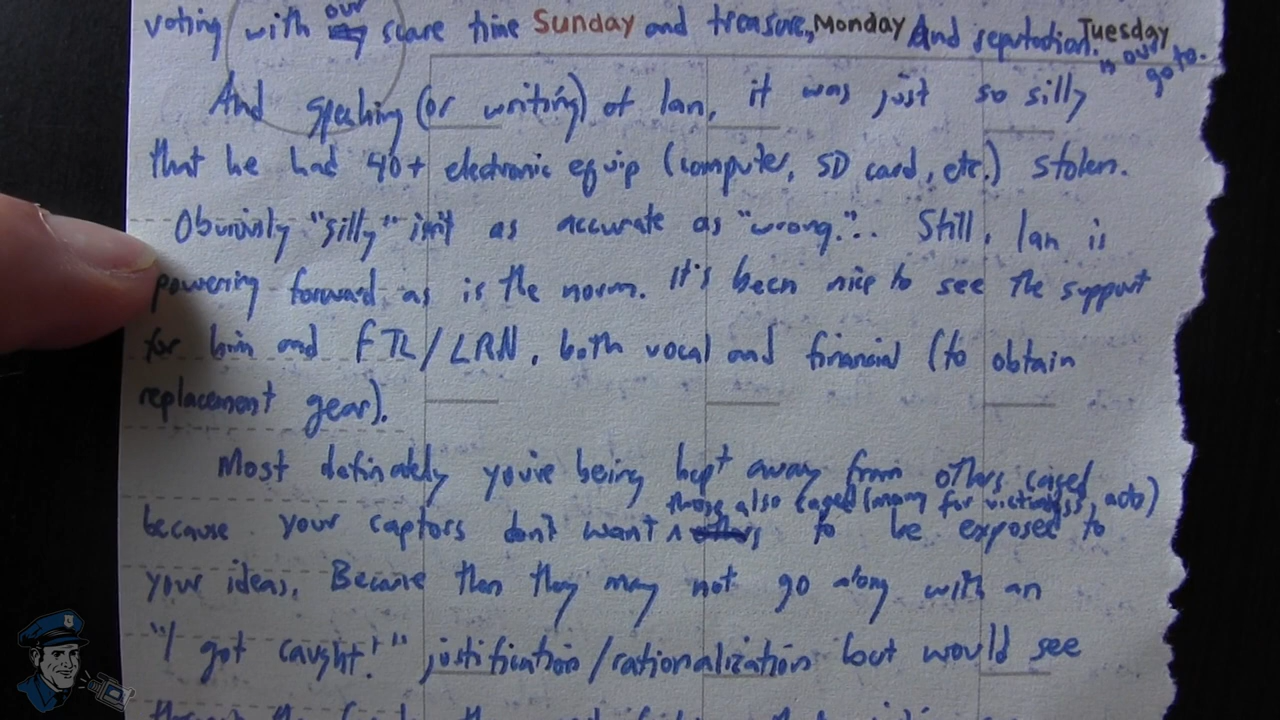 voting with our scarce time Sunday and treasure, Monday And reputation. Tuesday
is our go to.
And speaking (or writing) of Ian, it was just so silly
that he had 40+ electronic equip (computer, SD card, etc.) stolen.
Obviously "silly" isn't as accurate as "wrong.".. Still, Ian is
powering forward as is the norm. It's been nice to see the support
for him and FTL/LRN, both vocal and financial (to obtain
replacement gear).
Most definately you're being kept away from others caged
those also caged (many for victimless acts)
because your captors don't want to be exposed to
your ideas. Because then they may not go along with an
"I got caught!" justification/rationalization but would see